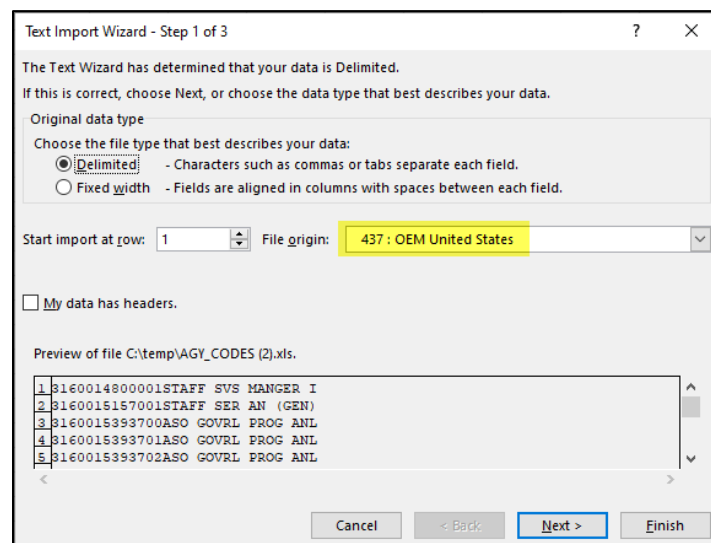 Text Import Wizard - Step 1 of 3 ?
The Text Wizard has determined that your data is Delimited.
If this is correct, choose Next, or choose the data type that best describes your data.
Original data type
Choose the file type that best describes your data:
Delimited - Characters such as commas or tabs separate each field.
Fixed width - Fields are aligned in columns with spaces between each field.
Start import at row: 1 File origin: 437 : OEM United States
My data has headers.
Preview of file C:\temp\AGY_CODES (2).xls.
1 3160014800001STAFF SVS MANGER I
2 3160015157001STAFF SER AN (GEN)
3 3160015393700ASO GOVRL PROG ANL
4 3160015393701ASO GOVRL PROG ANL
5 3160015393702ASO GOVRL PROG ANL
Cancel < Back Next > Finish